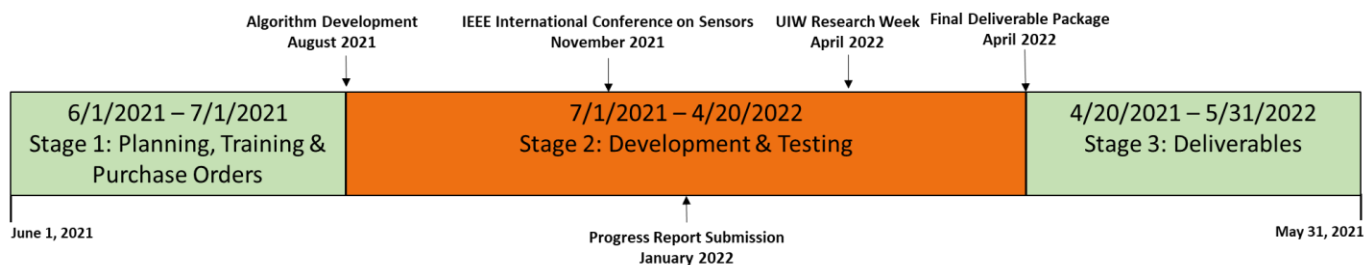 Algorithm Development
August 2021
IEEE International Conference on Sensors
November 2021
UIW Research Week
April 2022
Final Deliverable Package
April 2022
6/1/2021 – 7/1/2021
Stage 1: Planning, Training &
Purchase Orders
7/1/2021 – 4/20/2022
Stage 2: Development & Testing
4/20/2021 – 5/31/2022
Stage 3: Deliverables
June 1, 2021
Progress Report Submission
January 2022
May 31, 2021